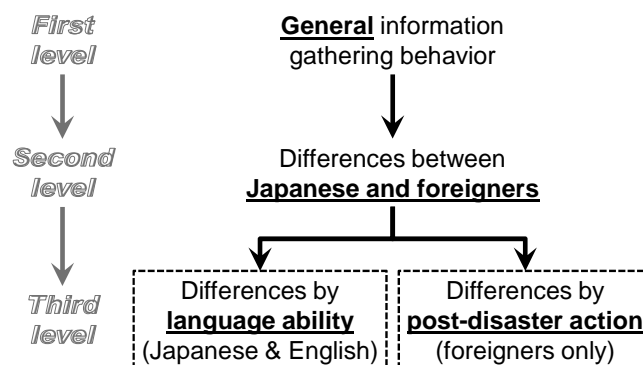 First
level
General information
gathering behavior
Second
level
Differences between
Japanese and foreigners
Third
level
Differences by
language ability
(Japanese & English)
Differences by
post-disaster action
(foreigners only)